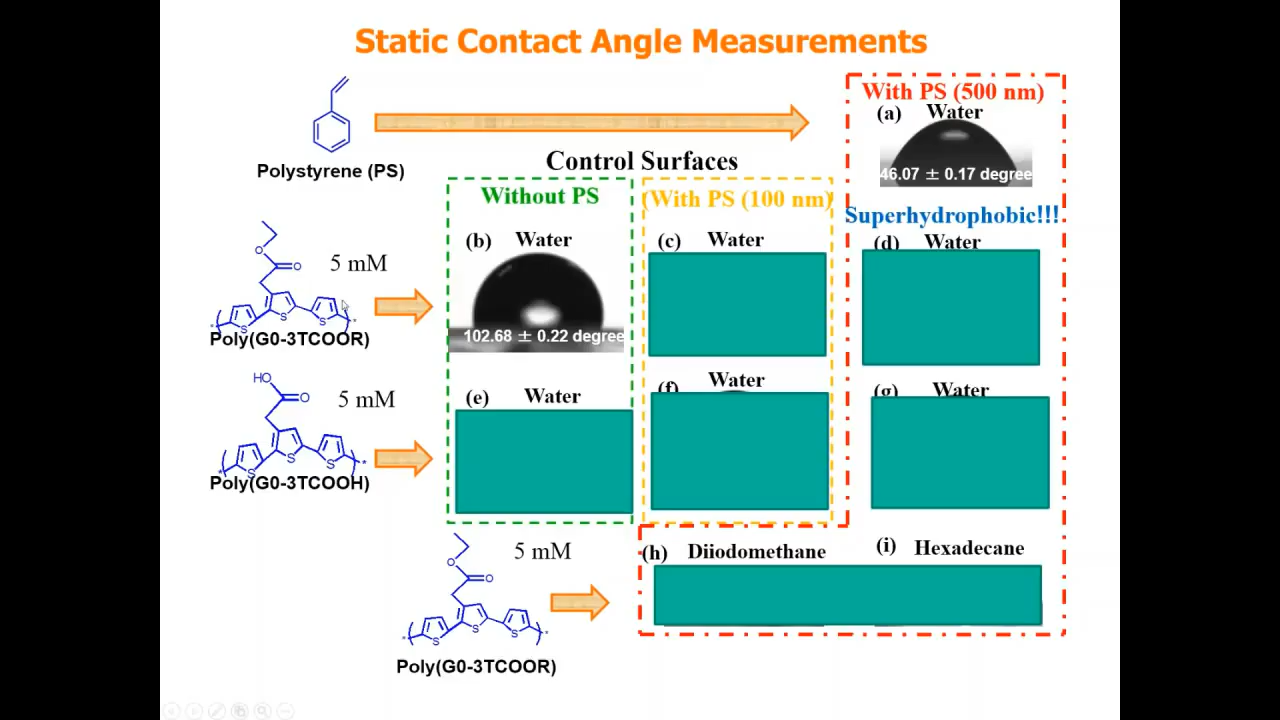 Static Contact Angle Measurements
With PS (500 nm)
(a) Water
46.07 ± 0.17 degree
Polystyrene (PS)
Control Surfaces
Without PS
(With PS (100 nm)
Superhydrophobic!!!
(b) Water
(c) Water
(d) Water
102.68 ± 0.22 degree
O
O
5 mM
S
S
S
Poly(G0-3TCOOR)
HO
O
5 mM
S
S
S
Poly(G0-3TCOOH)
(e) Water
(f) Water
(g) Water
5 mM
(h) Diiodomethane
(i) Hexadecane
O
O
S
S
S
Poly(G0-3TCOOR)